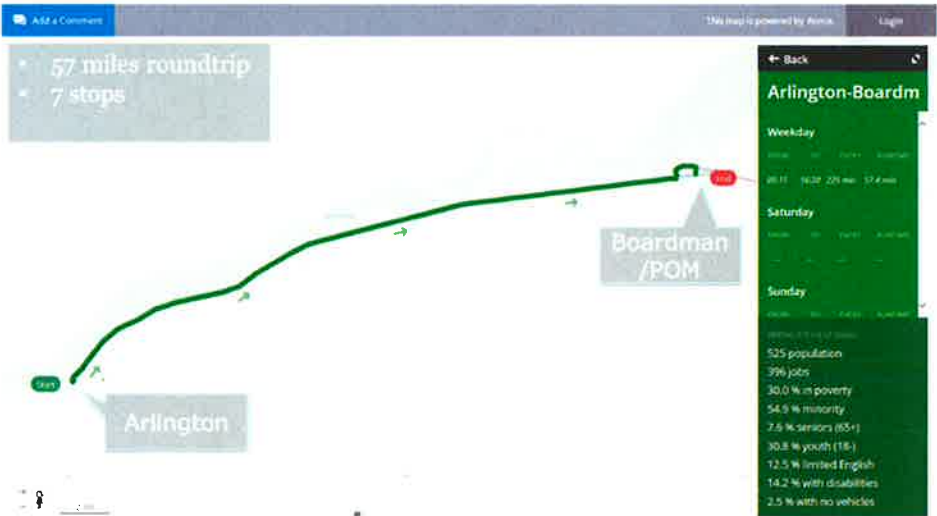 Add a Comment
This map is powered by Remix
Login
57 miles roundtrip
7 stops
← Back
Arlington-Boardm
Weekday
57.4 min
Saturday
Sunday
525 population
396 jobs
30.0 % in poverty
54.9 % minority
7.6 % seniors (65+)
30.8 % youth (18-)
12.5 % limited English
14.2 % with disabilities
2.5 % with no vehicles
End
Boardman
/POM
Start
Arlington